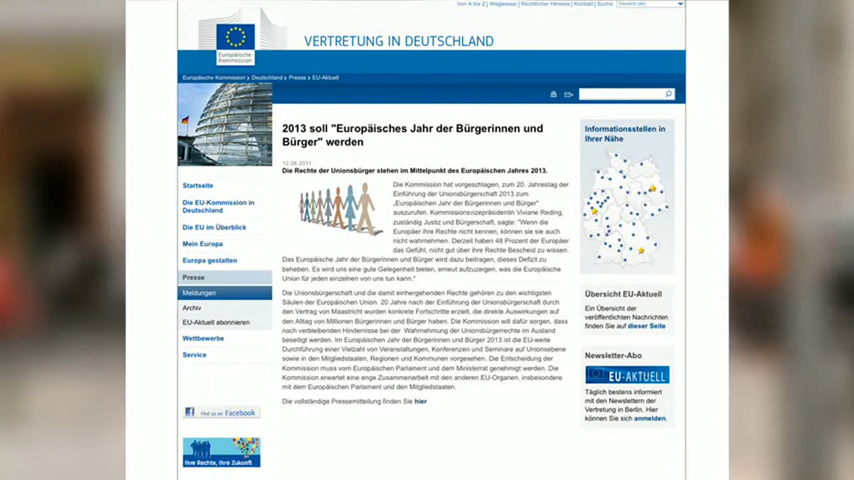 Von A bis Z | Wegweiser | Rechtlicher Hinweis | Kontakt | Suche
Deutsch (de)
Europäische
Kommission
VERTRETUNG IN DEUTSCHLAND
Europäische Kommission > Deutschland > Presse > EU-Aktuell
Startseite
Die EU-Kommission in
Deutschland
Die EU im Überblick
Mein Europa
Europa gestalten
Presse
Meldungen
Archiv
EU-Aktuell abonnieren
Wettbewerbe
Service
Find us on Facebook
Ihre Rechte, Ihre Zukunft
2013 soll "Europäisches Jahr der Bürgerinnen und
Bürger" werden
12.08.2011
Die Rechte der Unionsbürger stehen im Mittelpunkt des Europäischen Jahres 2013.
Die Kommission hat vorgeschlagen, zum 20. Jahrestag der
Einführung der Unionsbürgerschaft 2013 zum
„Europäischen Jahr der Bürgerinnen und Bürger"
auszurufen. Kommissionsvizepräsidentin Viviane Reding,
zuständig Justiz und Bürgerschaft, sagte: "Wenn die
Europäer ihre Rechte nicht kennen, können sie sie auch
nicht wahrnehmen. Derzeit haben 48 Prozent der Europäer
das Gefühl, nicht gut über ihre Rechte Bescheid zu wissen.
Das Europäische Jahr der Bürgerinnen und Bürger wird dazu beitragen, dieses Defizit zu
beheben. Es wird uns eine gute Gelegenheit bieten, erneut aufzuzeigen, was die Europäische
Union für jeden einzelnen von uns tun kann."
Die Unionsbürgerschaft und die damit einhergehenden Rechte gehören zu den wichtigsten
Säulen der Europäischen Union. 20 Jahre nach der Einführung der Unionsbürgerschaft durch
den Vertrag von Maastricht wurden konkrete Fortschritte erzielt, die direkte Auswirkungen auf
den Alltag von Millionen Bürgerinnen und Bürger haben. Die Kommission will dafür sorgen, dass
noch verbleibenden Hindernisse bei der Wahrnehmung der Unionsbürgerrechte im Ausland
beseitigt werden. Im Europäischen Jahr der Bürgerinnen und Bürger 2013 ist die EU-weite
Durchführung einer Vielzahl von Veranstaltungen, Konferenzen und Seminare auf Unionsebene
sowie in den Mitgliedstaaten, Regionen und Kommunen vorgesehen. Die Entscheidung der
Kommission muss vom Europäischen Parlament und dem Ministerrat genehmigt werden. Die
Kommission erwartet eine enge Zusammenarbeit mit den anderen EU-Organen, insbesondere
mit dem Europäischen Parlament und den Mitgliedstaaten.
Die vollständige Pressemitteilung finden Sie hier
Informationsstellen in
Ihrer Nähe
Übersicht EU-Aktuell
Ein Übersicht der
veröffentlichten Nachrichten
finden Sie auf dieser Seite
Newsletter-Abo
EU-AKTUELL
Täglich bestens informiert
mit den Newslettern der
Vertretung in Berlin. Hier
können Sie sich anmelden.